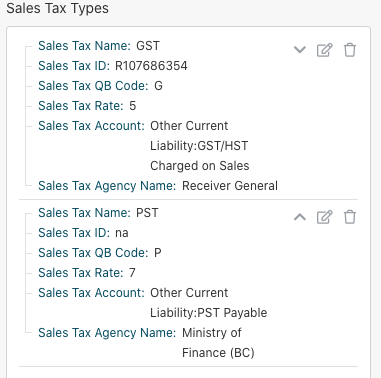 Sales Tax Types
Sales Tax Name: GST
Sales Tax ID: R107686354
Sales Tax QB Code: G
Sales Tax Rate: 5
Sales Tax Account: Other Current
Liability:GST/HST
Charged on Sales
Sales Tax Agency Name: Receiver General
Sales Tax Name: PST
Sales Tax ID: na
Sales Tax QB Code: P
Sales Tax Rate: 7
Sales Tax Account: Other Current
Liability:PST Payable
Sales Tax Agency Name: Ministry of
Finance (BC)